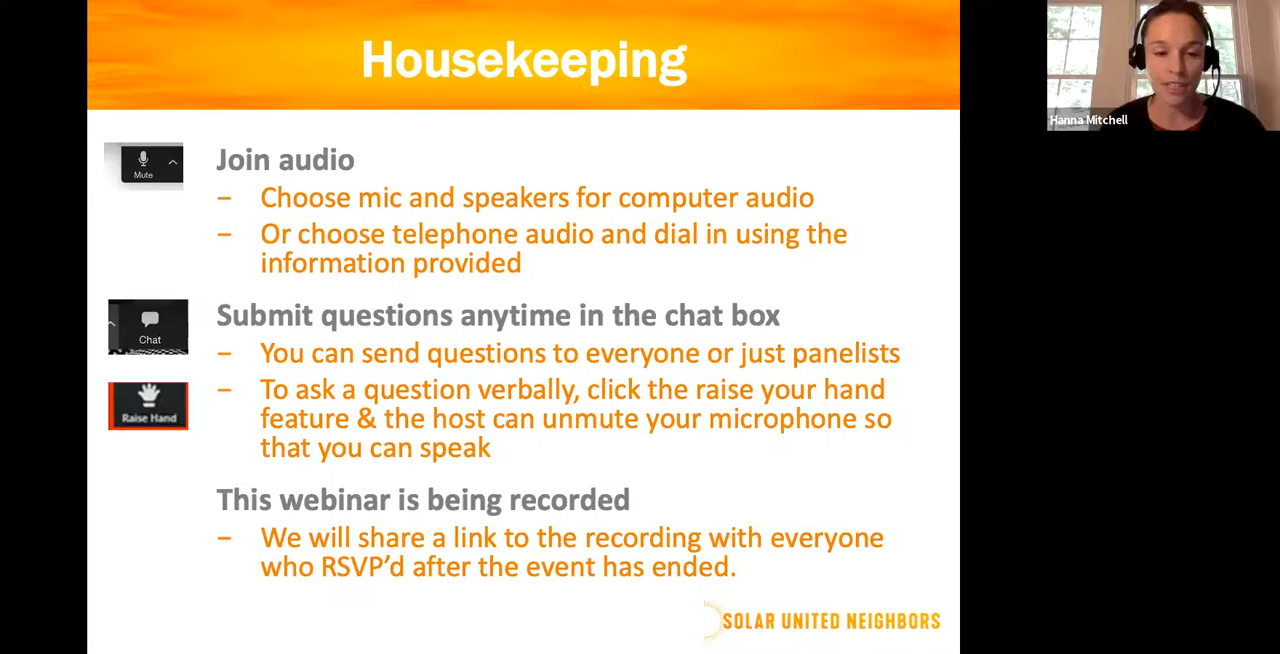 Housekeeping
Hanna Mitchell
Mute
Join audio
– Choose mic and speakers for computer audio
– Or choose telephone audio and dial in using the
information provided
Chat
Submit questions anytime in the chat box
– You can send questions to everyone or just panelists
Raise Hand
– To ask a question verbally, click the raise your hand
feature & the host can unmute your microphone so
that you can speak
This webinar is being recorded
– We will share a link to the recording with everyone
who RSVP’d after the event has ended.
SOLAR UNITED NEIGHBORS